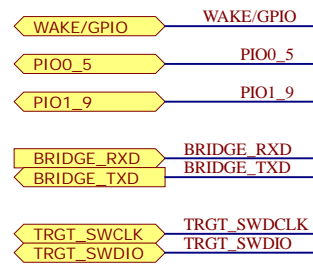 WAKE/GPIO WAKE/GPIO
PIO0_5 PIO0_5
PIO1_9 PIO1_9
BRIDGE_RXD BRIDGE_RXD
BRIDGE_TXD BRIDGE_TXD
TRGT_SWCLK TRGT_SWDCLK
TRGT_SWDIO TRGT_SWDIO